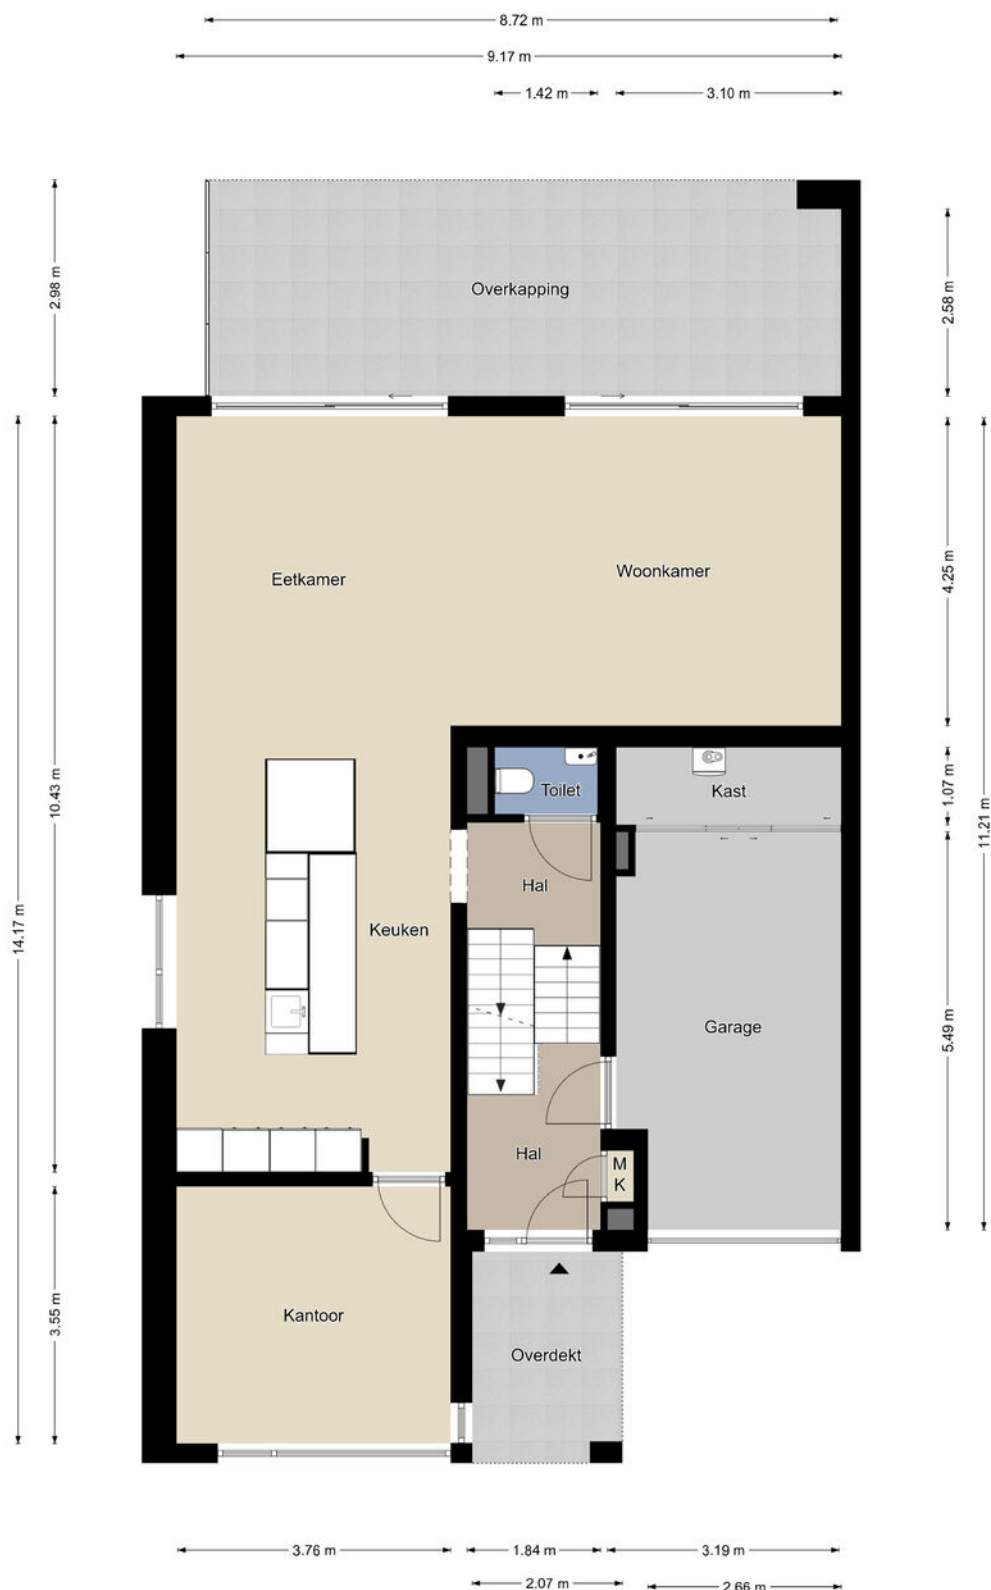 8.72 m
9.17 m
1.42 m
3.10 m
2.98 m
Overkapping
2.58 m
Eetkamer
Woonkamer
4.25 m
10.43 m
Toilet
Kast
1.07 m
11.21 m
Hal
14.17 m
Keuken
Garage
5.49 m
Hal
M
K
3.55 m
Kantoor
Overdekt
3.76 m
1.84 m
3.19 m
2.07 m
2.66 m